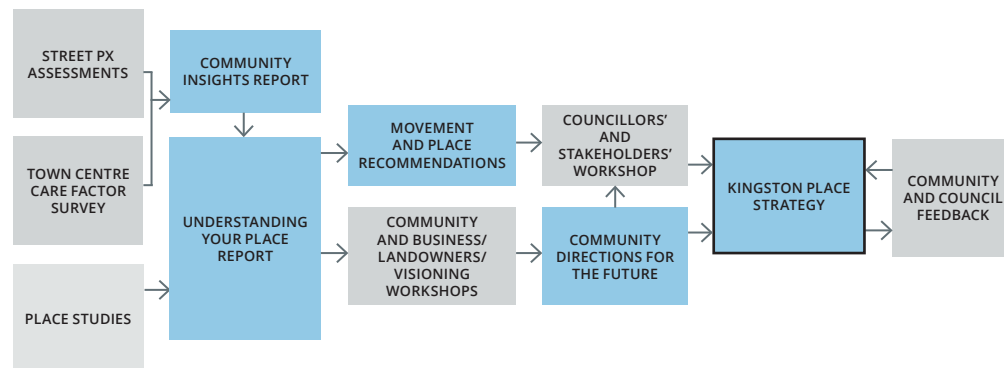 STREET PX
ASSESSMENTS
TOWN CENTRE
CARE FACTOR
SURVEY
PLACE STUDIES
COMMUNITY
INSIGHTS REPORT
UNDERSTANDING
YOUR PLACE
REPORT
MOVEMENT
AND PLACE
RECOMMENDATIONS
COMMUNITY
AND BUSINESS/
LANDOWNERS/
VISIONING
WORKSHOPS
COUNCILLORS’
AND
STAKEHOLDERS’
WORKSHOP
COMMUNITY
DIRECTIONS FOR
THE FUTURE
KINGSTON PLACE
STRATEGY
COMMUNITY
AND COUNCIL
FEEDBACK